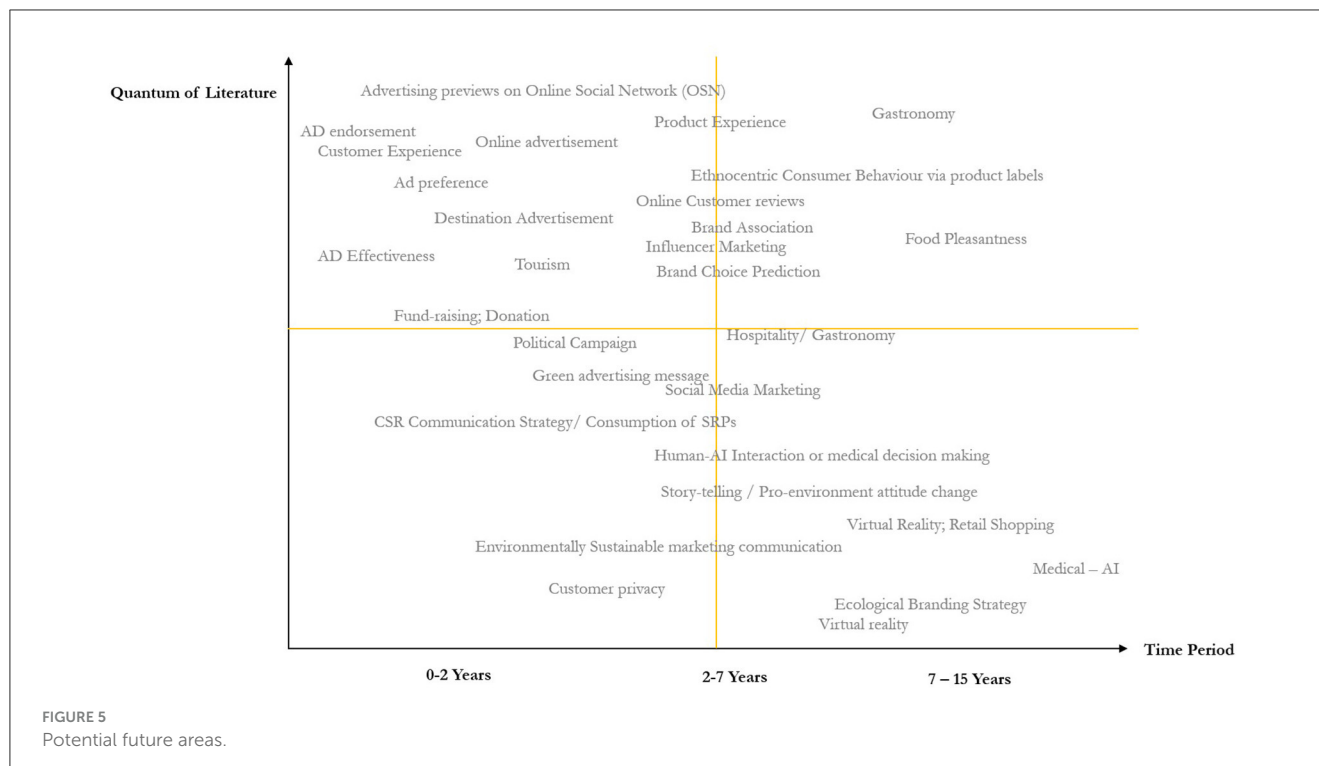 Quantum of Literature
Advertising previews on Online Social Network (OSN)
Gastronomy
Product Experience
AD endorsement
Online advertisement
Customer Experience
Ethnocentric Consumer Behaviour via product labels
Ad preference
Online Customer reviews
Destination Advertisement
Brand Association
Food Pleasantness
Influencer Marketing
AD Effectiveness
Tourism
Brand Choice Prediction
Fund-raising; Donation
Hospitality/ Gastronomy
Political Campaign
Green advertising message
Social Media Marketing
CSR Communication Strategy/ Consumption of SRPs
Human-AI Interaction or medical decision making
Story-telling / Pro-environment attitude change
Virtual Reality; Retail Shopping
Environmentally Sustainable marketing communication
Medical – AI
Customer privacy
Ecological Branding Strategy
Virtual reality
Time Period
0-2 Years
2-7 Years
7 – 15 Years
FIGURE 5
Potential future areas.